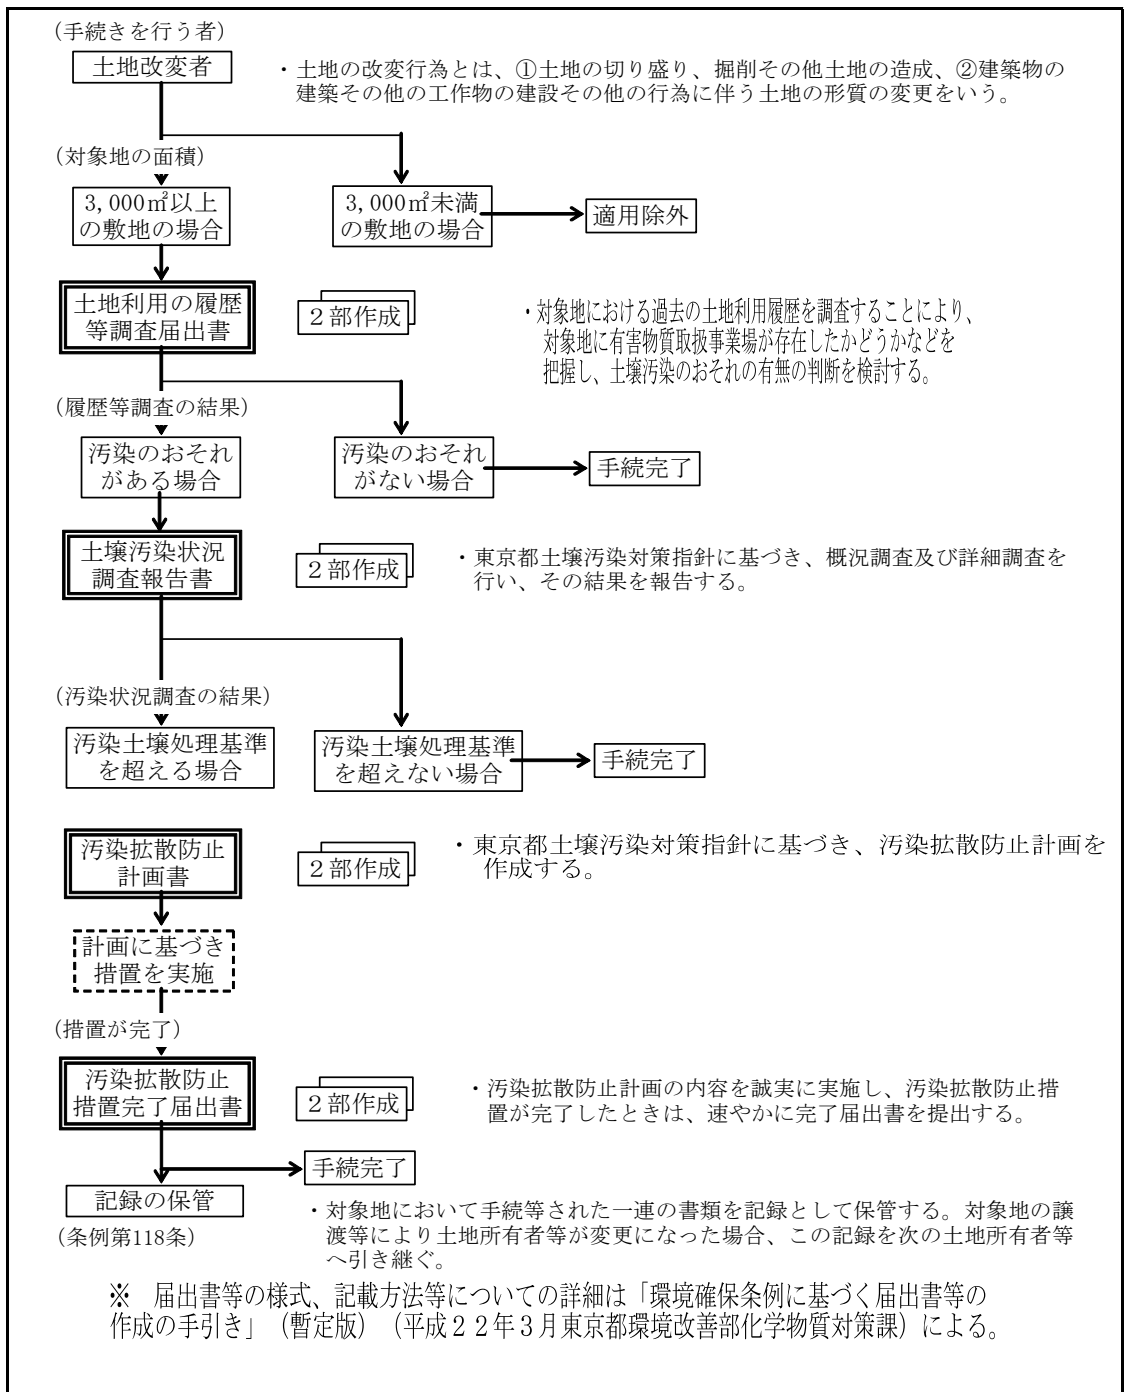 (手続きを行う者)
土地改変者
・土地の改変行為とは、①土地の切り盛り、掘削その他土地の造成、②建築物の
建築その他の工作物の建設その他の行為に伴う土地の形質の変更をいう。
(対象地の面積)
3,000㎡以上
の敷地の場合
3,000㎡未満
の敷地の場合
適用除外
土地利用の履歴
等調査届出書
2部作成
・対象地における過去の土地利用履歴を調査することにより、
対象地に有害物質取扱事業場が存在したかどうかなどを
把握し、土壌汚染のおそれの有無の判断を検討する。
(履歴等調査の結果)
汚染のおそれ
がある場合
汚染のおそれ
がない場合
手続完了
土壌汚染状況
調査報告書
2部作成
・東京都土壌汚染対策指針に基づき、概況調査及び詳細調査を
行い、その結果を報告する。
(汚染状況調査の結果)
汚染土壌処理基準
を超える場合
汚染土壌処理基準
を超えない場合
手続完了
汚染拡散防止
計画書
2部作成
・東京都土壌汚染対策指針に基づき、汚染拡散防止計画を
作成する。
計画に基づき
措置を実施
(措置が完了)
汚染拡散防止
措置完了届出書
2部作成
・汚染拡散防止計画の内容を誠実に実施し、汚染拡散防止措
置が完了したときは、速やかに完了届出書を提出する。
手続完了
記録の保管
(条例第118条)
・対象地において手続等された一連の書類を記録として保管する。対象地の譲
渡等により土地所有者等が変更になった場合、この記録を次の土地所有者等
へ引き継ぐ。
※ 届出書等の様式、記載方法等についての詳細は「環境確保条例に基づく届出書等の
作成の手引き」(暫定版)(平成22年3月東京都環境改善部化学物質対策課)による。